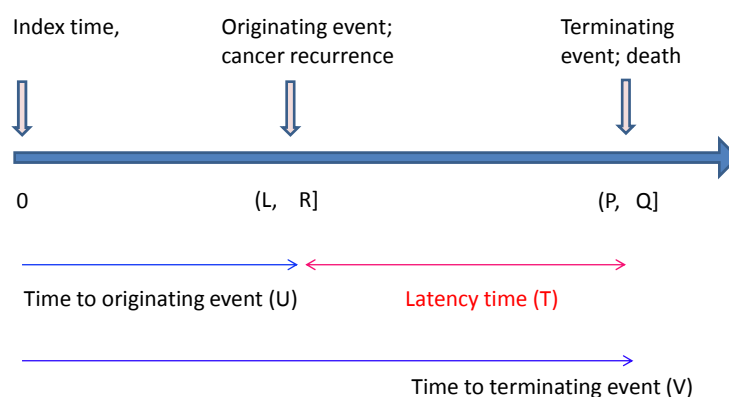 Index time,
Originating event;
cancer recurrence
Terminating
event; death
0
(L, R]
(P, Q]
Time to originating event (U)
Latency time (T)
Time to terminating event (V)